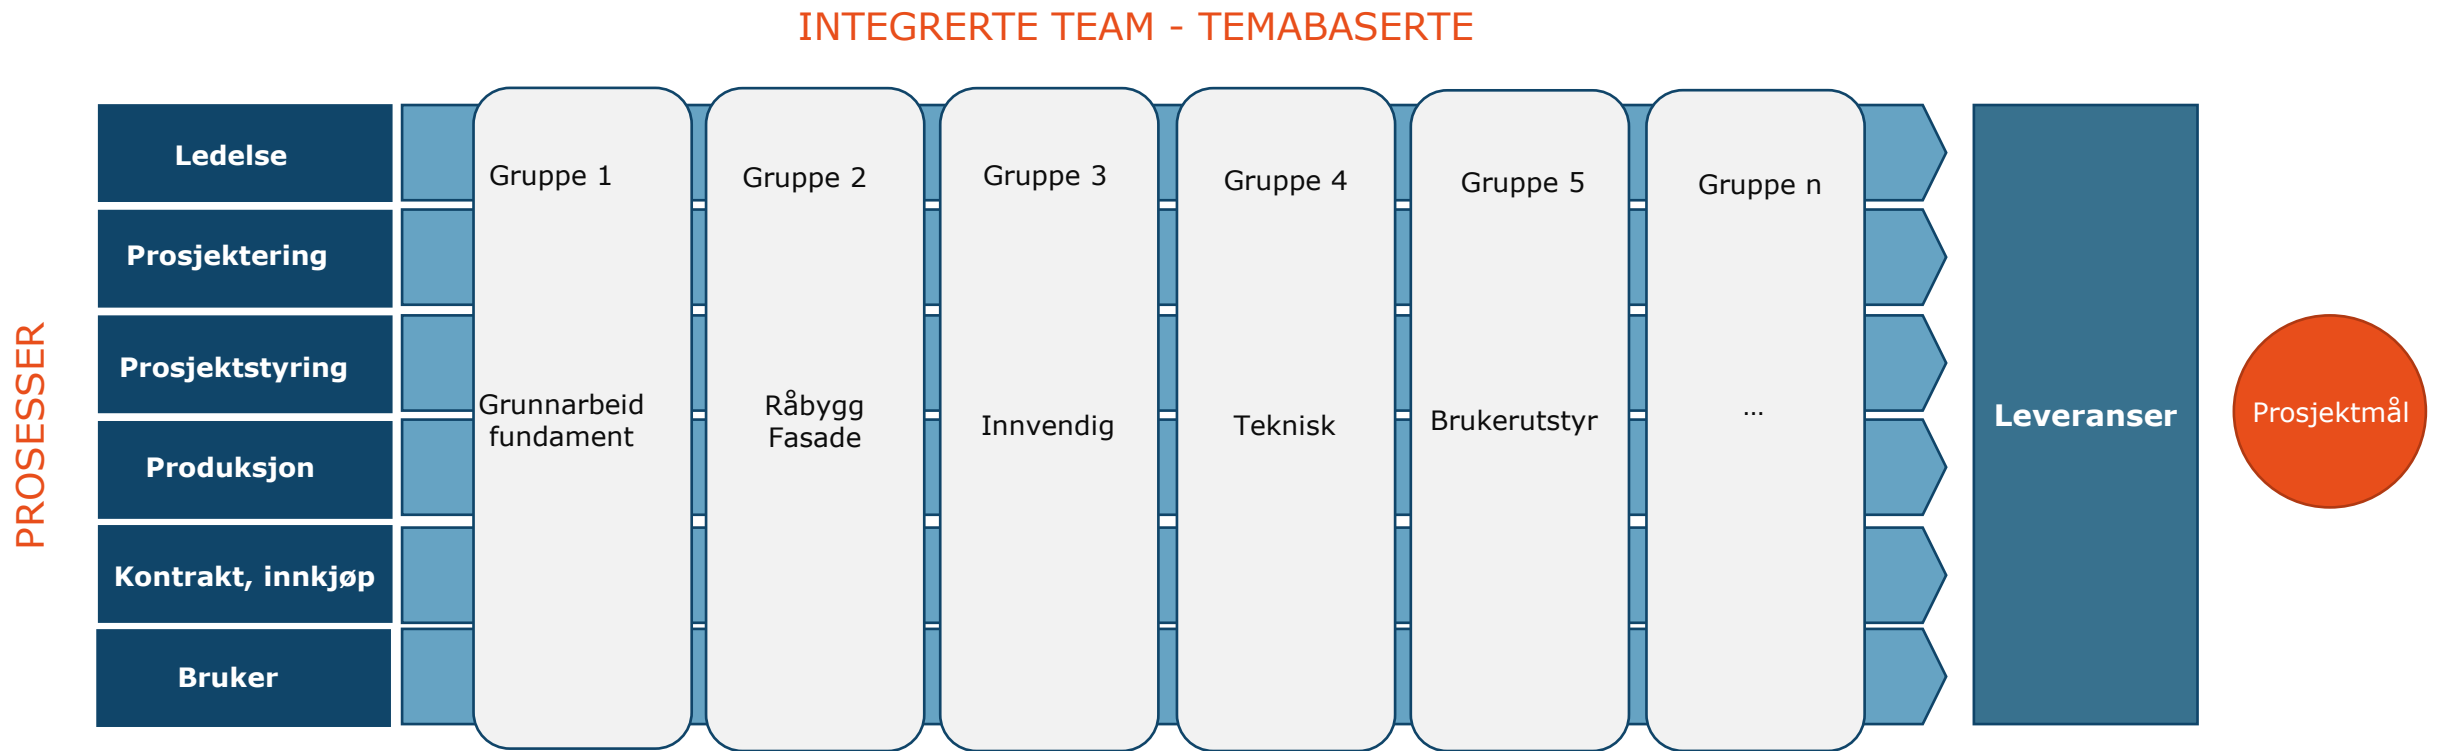 INTEGRERTE TEAM - TEMABASERTE
PROSESSER
Ledelse
Prosjektering
Prosjektstyring
Produksjon
Kontrakt, innkjøp
Bruker
Gruppe 1
Grunnarbeid
fundament
Gruppe 2
Råbygg
Fasade
Gruppe 3
Innvendig
Gruppe 4
Teknisk
Gruppe 5
Brukerutstyr
Gruppe n
...
Leveranser
Prosjektmål